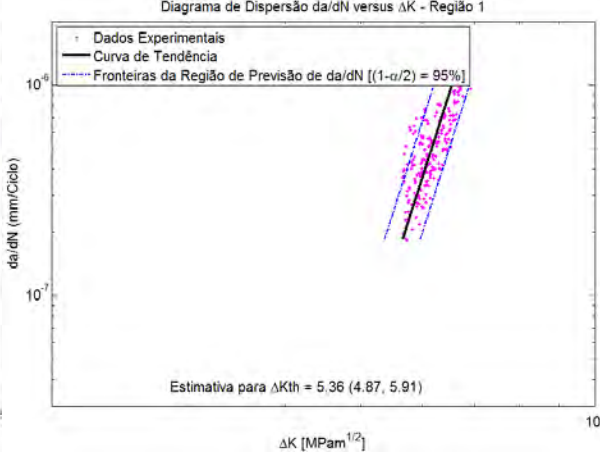 Diagrama de Dispersão da/dN versus ΔK - Região 1
Dados Experimentais
Curva de Tendência
Fronteiras da Região de Previsão de da/dN [(1-α/2) = 95%]
10^-6
da/dN (mm/Ciclo)
10^-7
Estimativa para ΔKth = 5.36 (4.87, 5.91)
10
ΔK [MPam^1/2]